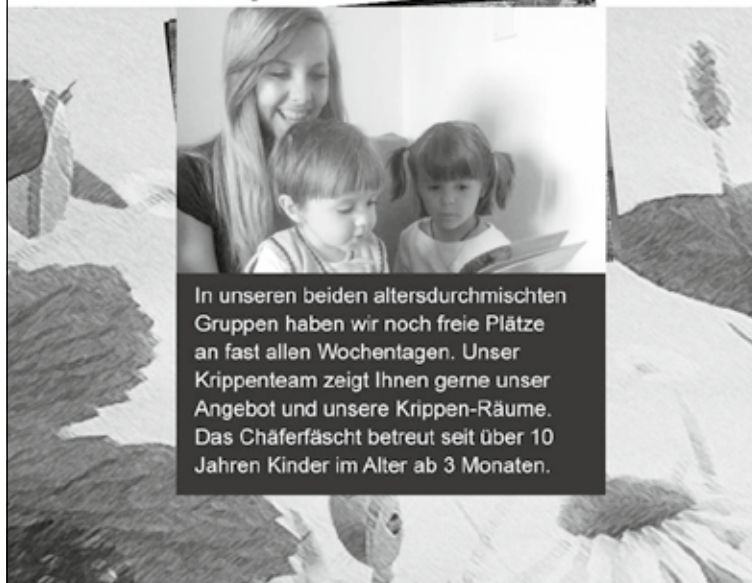 In unseren beiden altersdurchmischten
Gruppen haben wir noch freie Plätze
an fast allen Wochentagen. Unser
Krippenteam zeigt Ihnen gerne unser
Angebot und unsere Krippen-Räume.
Das Chäferfäscht betreut seit über 10
Jahren Kinder im Alter ab 3 Monaten.